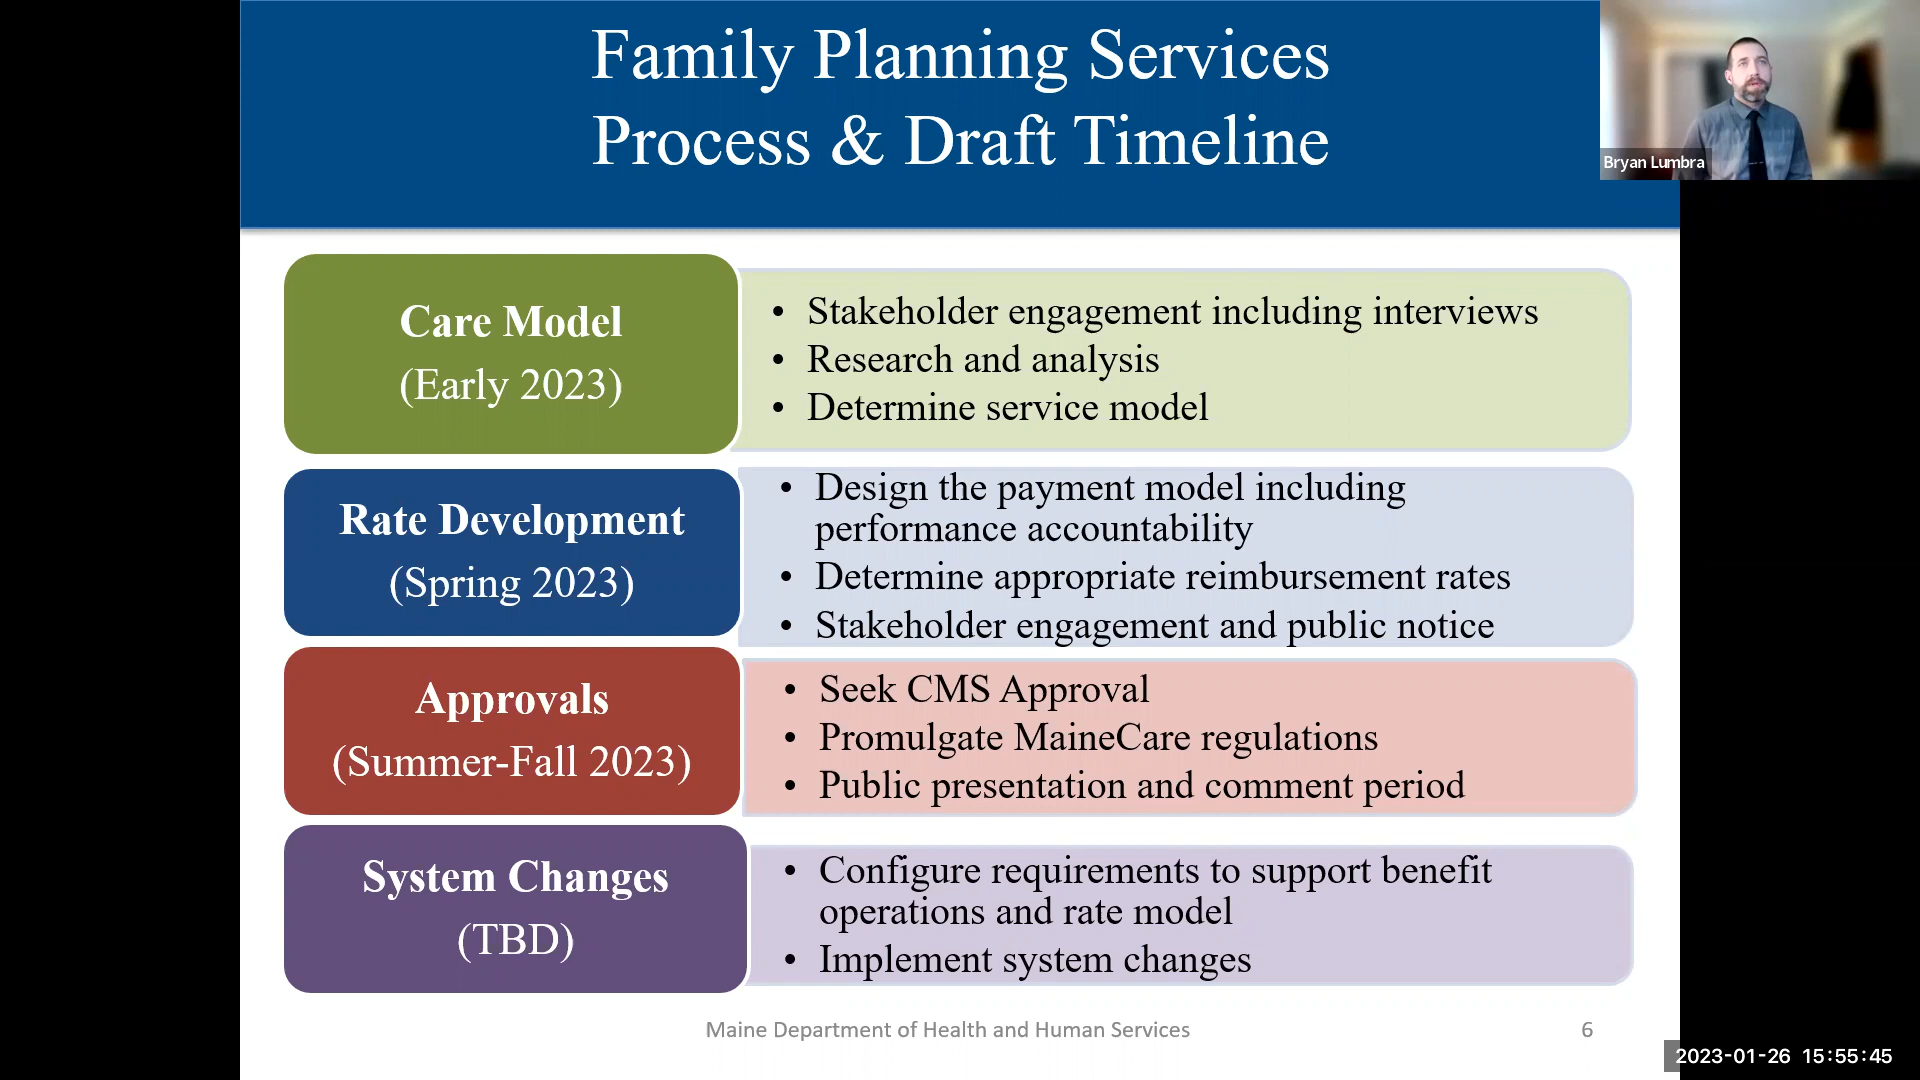 Family Planning Services
Process & Draft Timeline
Bryan Lumbra
Care Model
(Early 2023)
• Stakeholder engagement including interviews
• Research and analysis
• Determine service model
Rate Development
(Spring 2023)
• Design the payment model including
performance accountability
• Determine appropriate reimbursement rates
• Stakeholder engagement and public notice
Approvals
(Summer-Fall 2023)
• Seek CMS Approval
• Promulgate MaineCare regulations
• Public presentation and comment period
System Changes
(TBD)
• Configure requirements to support benefit
operations and rate model
• Implement system changes
Maine Department of Health and Human Services
6
2023-01-26 15:55:45